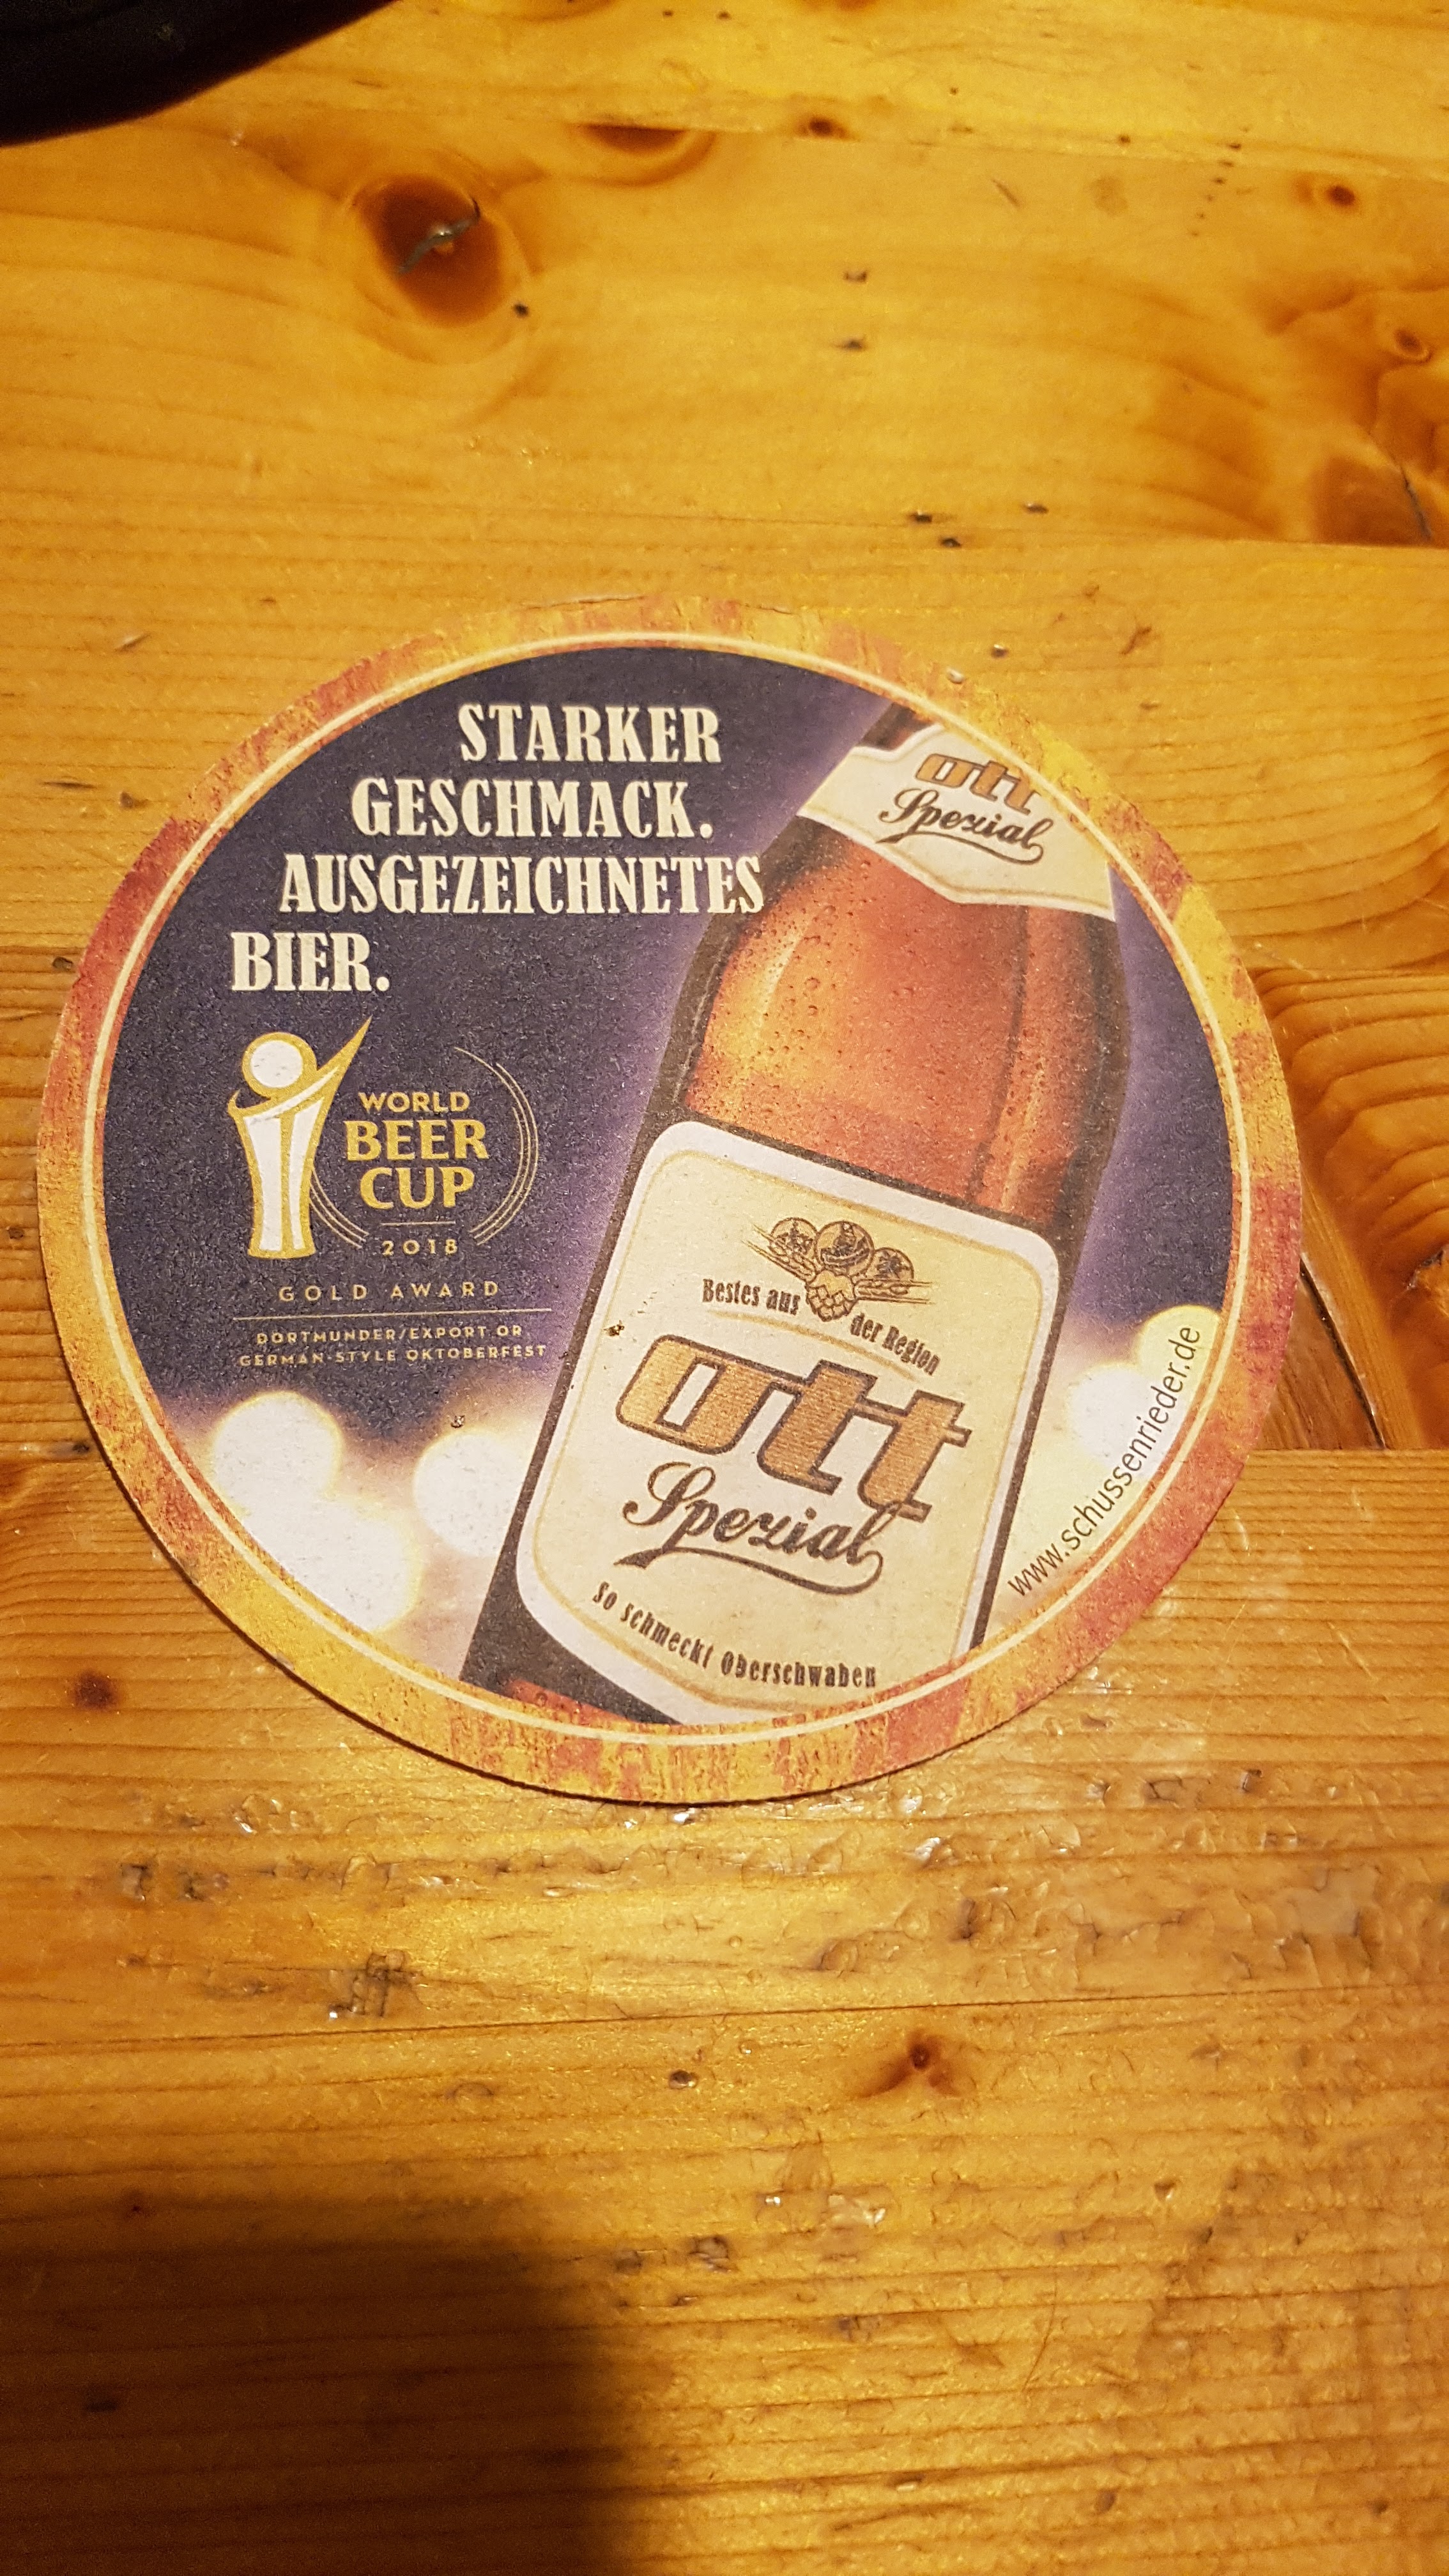 STARKER
GESCHMACK.
AUSGEZEICHNETES
BIER.
WORLD
BEER
CUP
2018
GOLD AWARD
DORTMUNDER/EXPORT OR
GERMAN-STYLE OKTOBERFEST
ott
Spezial
Bestes aus der Region
ott
Spezial
So schmeckt Oberschwaben
www.schussenrieder.de